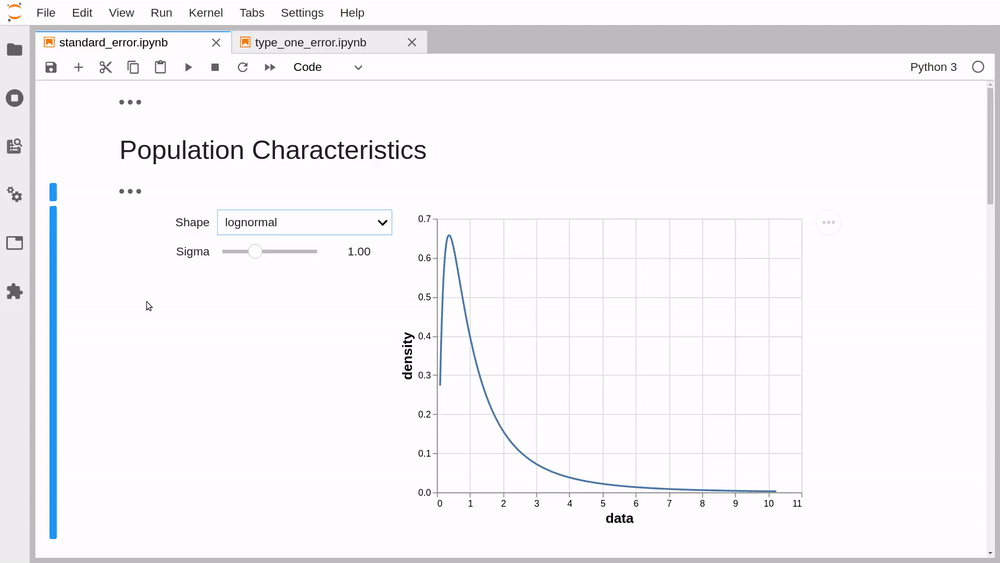 File Edit View Run Kernel Tabs Settings Help
standard_error.ipynb type_one_error.ipynb
Code Python 3
Population Characteristics
Shape lognormal
Sigma 1.00
0.7
0.6
0.5
0.4
0.3
0.2
0.1
0.0
density
0 1 2 3 4 5 6 7 8 9 10 11
data